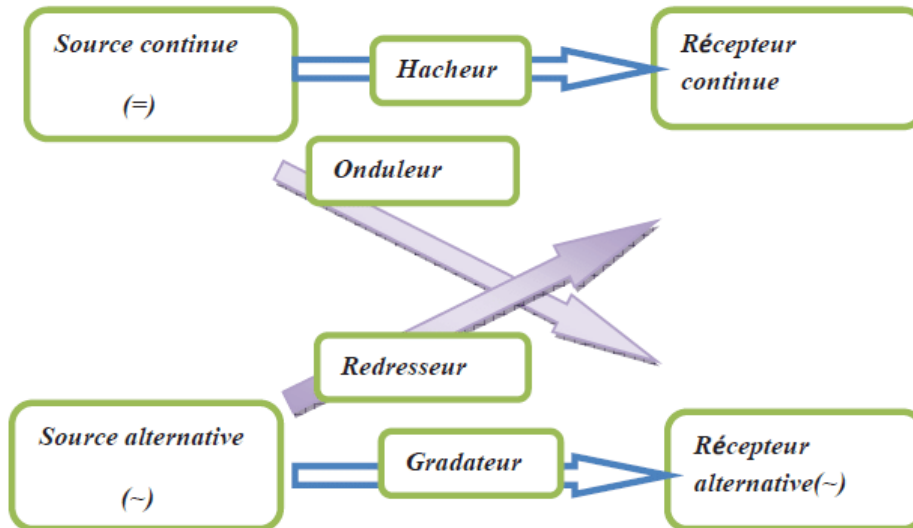 Source continue
(=)
Hacheur
Récepteur
continue
Onduleur
Redresseur
Source alternative
(~)
Gradateur
Récepteur
alternative(~)